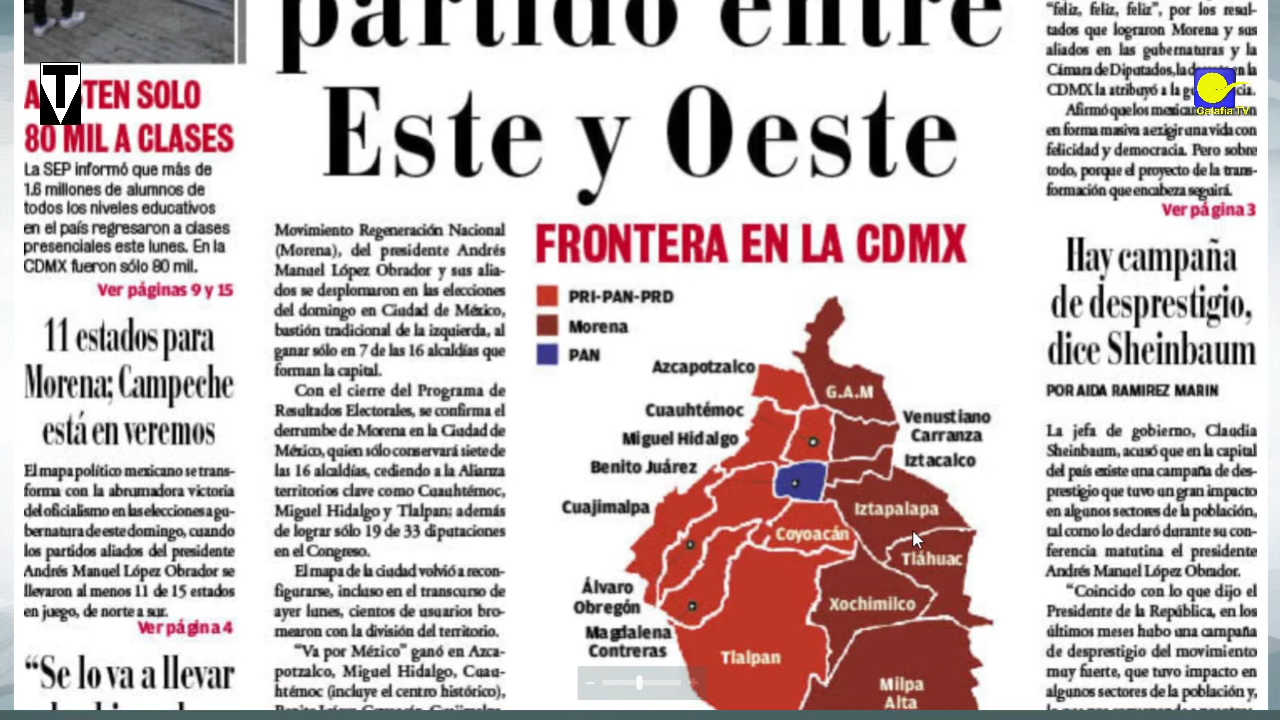 TV
ASISTEN SOLO
80 MIL A CLASES
La SEP informó que más de
1.6 millones de alumnos de
todos los niveles educativos
en el país regresaron a clases
presenciales este lunes. En la
CDMX fueron sólo 80 mil.
Ver páginas 9 y 15
11 estados para
Morena; Campeche
está en veremos
El mapa político mexicano se trans-
forma con la abrumadora victoria
del oficialismo en las elecciones a gu-
bernatura de este domingo, cuando
los partidos aliados del presidente
Andrés Manuel López Obrador se
llevaron al menos 11 de 15 estados
en juego, de norte a sur.
Ver página 4
“Se lo va a llevar
partido entre
Este y Oeste
Movimiento Regeneración Nacional
(Morena), del presidente Andrés
Manuel López Obrador y sus alia-
dos se desplomaron en las elecciones
del domingo en Ciudad de México,
bastión tradicional de la izquierda, al
ganar sólo en 7 de las 16 alcaldías que
forman la capital.
Con el cierre del Programa de
Resultados Electorales, se confirma el
derrumbe de Morena en la Ciudad de
México, quien sólo conservará siete de
las 16 alcaldías, cediendo a la Alianza
territorios clave como Cuauhtémoc,
Miguel Hidalgo y Tlalpan; además
de lograr sólo 19 de 33 diputaciones
en el Congreso.
El mapa de la ciudad volvió a recon-
figurarse, incluso en el transcurso de
ayer lunes, cientos de usuarios bro-
mearon con la división del territorio.
“Va por México” ganó en Azca-
potzalco, Miguel Hidalgo, Cuau-
htémoc (incluye el centro histórico),
Benito Juárez, Coyoacán, Cuajimalpa,
FRONTERA EN LA CDMX
PRI-PAN-PRD
Morena
PAN
Azcapotzalco
G.A.M
Cuauhtémoc
Venustiano
Carranza
Miguel Hidalgo
Iztacalco
Benito Juárez
Cuajimalpa
Iztapalapa
Coyoacán
Tláhuac
Álvaro
Obregón
Xochimilco
Magdalena
Contreras
Tlalpan
Milpa
Alta
“feliz, feliz, feliz”, por los resul-
tados que lograron Morena y sus
aliados en las gubernaturas y la
Cámara de Diputados, la en la
CDMX la atribuyó a la
Afirmó que los
en forma masiva a exigir una vida con
felicidad y democracia. Pero sobre
todo, porque el proyecto de la trans-
formación que encabeza seguirá.
Ver página 3
Calafia TV
Hay campaña
de desprestigio,
dice Sheinbaum
POR AIDA RAMIREZ MARIN
La jefa de gobierno, Claudia
Sheinbaum, acusó que en la capital
del país existe una campaña de des-
prestigio que tuvo un gran impacto
en algunos sectores de la población,
tal como lo declaró durante su con-
ferencia matutina el presidente
Andrés Manuel López Obrador.
“Coincido con lo que dijo el
Presidente de la República, en los
últimos meses hubo una campaña
de desprestigio del movimiento
muy fuerte, que tuvo impacto en
algunos sectores de la población y,